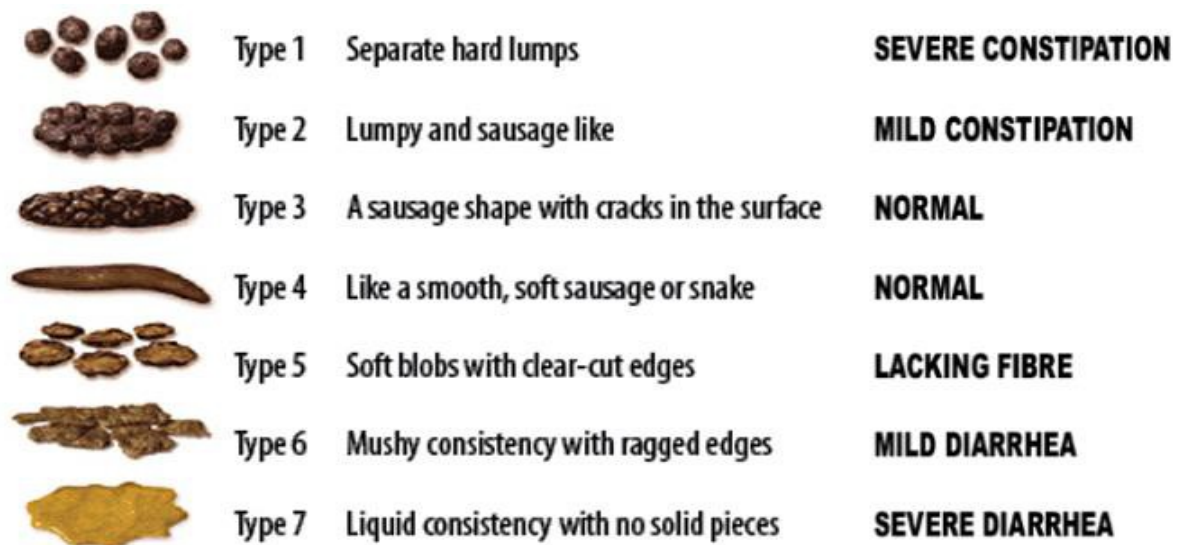 Type 1 Separate hard lumps SEVERE CONSTIPATION
Type 2 Lumpy and sausage like MILD CONSTIPATION
Type 3 A sausage shape with cracks in the surface NORMAL
Type 4 Like a smooth, soft sausage or snake NORMAL
Type 5 Soft blobs with clear-cut edges LACKING FIBRE
Type 6 Mushy consistency with ragged edges MILD DIARRHEA
Type 7 Liquid consistency with no solid pieces SEVERE DIARRHEA